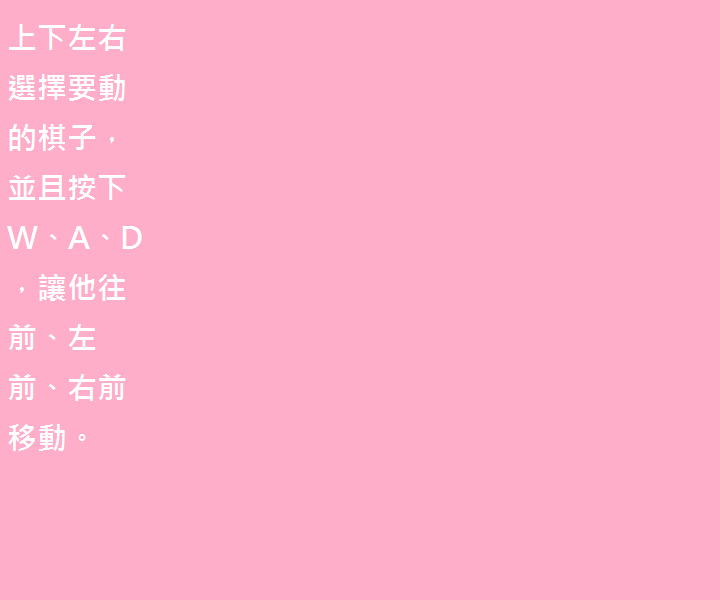 上下左右
選擇要動
的棋子，
並且按下
W、A、D
，讓他往
前、左
前、右前
移動。